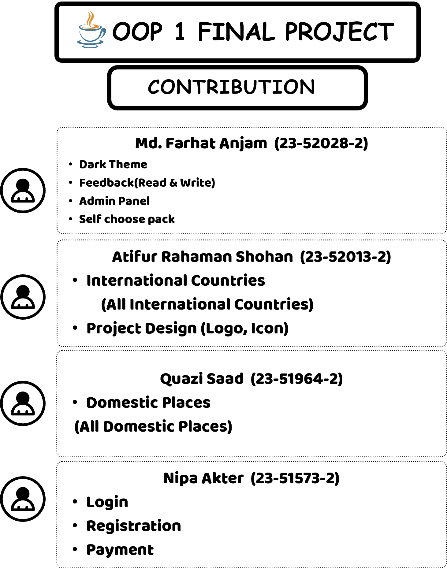 OOP 1 FINAL PROJECT
CONTRIBUTION
Md. Farhat Anjam (23-52028-2)
• Dark Theme
• Feedback(Read & Write)
• Admin Panel
• Self choose pack
Atifur Rahaman Shohan (23-52013-2)
• International Countries
(All International Countries)
• Project Design (Logo, Icon)
Quazi Saad (23-51964-2)
• Domestic Places
(All Domestic Places)
Nipa Akter (23-51573-2)
• Login
• Registration
• Payment